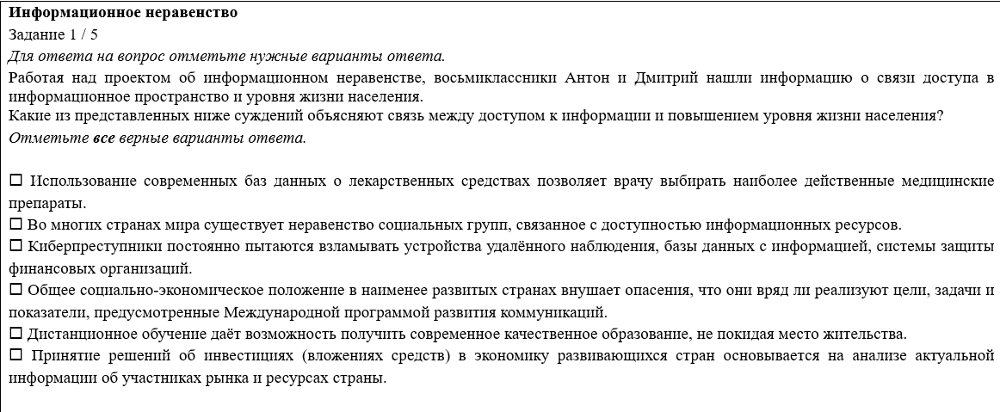 Информационное неравенство
Задание 1 / 5
Для ответа на вопрос отметьте нужные варианты ответа.
Работая над проектом об информационном неравенстве, восьмиклассники Антон и Дмитрий нашли информацию о связи доступа в
информационное пространство и уровня жизни населения.
Какие из представленных ниже суждений объясняют связь между доступом к информации и повышением уровня жизни населения?
Отметьте все верные варианты ответа.
☐ Использование современных баз данных о лекарственных средствах позволяет врачу выбирать наиболее действенные медицинские
препараты.
☐ Во многих странах мира существует неравенство социальных групп, связанное с доступностью информационных ресурсов.
☐ Киберпреступники постоянно пытаются взламывать устройства удалённого наблюдения, базы данных с информацией, системы защиты
финансовых организаций.
☐ Общее социально-экономическое положение в наименее развитых странах внушает опасения, что они вряд ли реализуют цели, задачи и
показатели, предусмотренные Международной программой развития коммуникаций.
☐ Дистанционное обучение даёт возможность получить современное качественное образование, не покидая место жительства.
☐ Принятие решений об инвестициях (вложениях средств) в экономику развивающихся стран основывается на анализе актуальной
информации об участниках рынка и ресурсах страны.